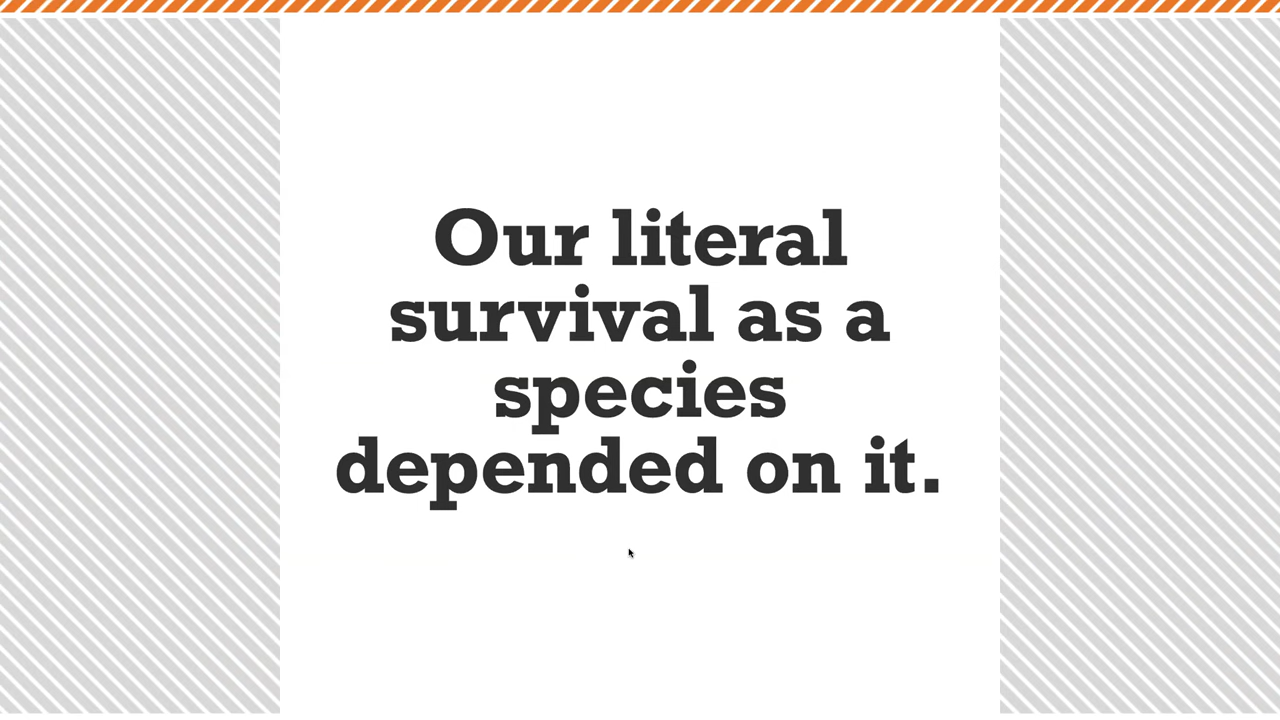 Our literal
survival as a
species
depended on it.